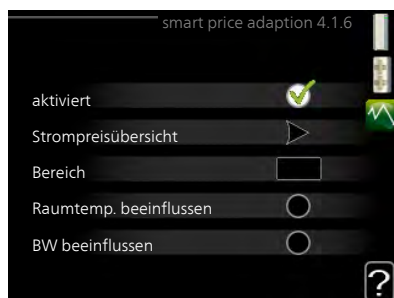 smart price adaption 4.1.6
aktiviert
Strompreisübersicht
Bereich
Raumtemp. beeinflussen
BW beeinflussen
?